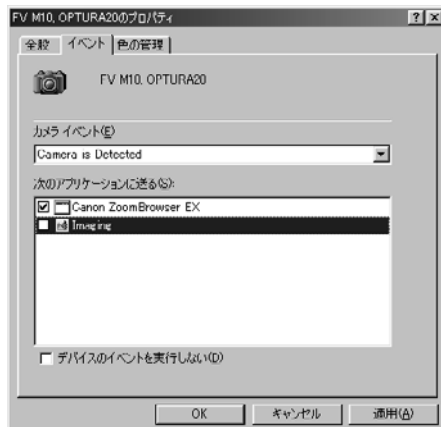 FV M10, OPTURA20のプロパティ
全般 イベント 色の管理
FV M10, OPTURA20
カメラ イベント(E)
Camera is Detected
次のアプリケーションに送る(S):
Canon ZoomBrowser EX
Imaging
デバイスのイベントを実行しない(D)
OK キャンセル 適用(A)